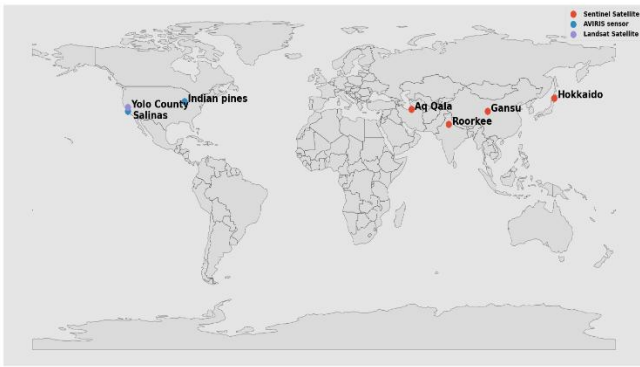 Sentinel Satellite
AVIRIS sensor
Landsat Satellite
Hokkaido
Indian pines
Yolo County
Aq Qala
Gansu
Salinas
Roorkee